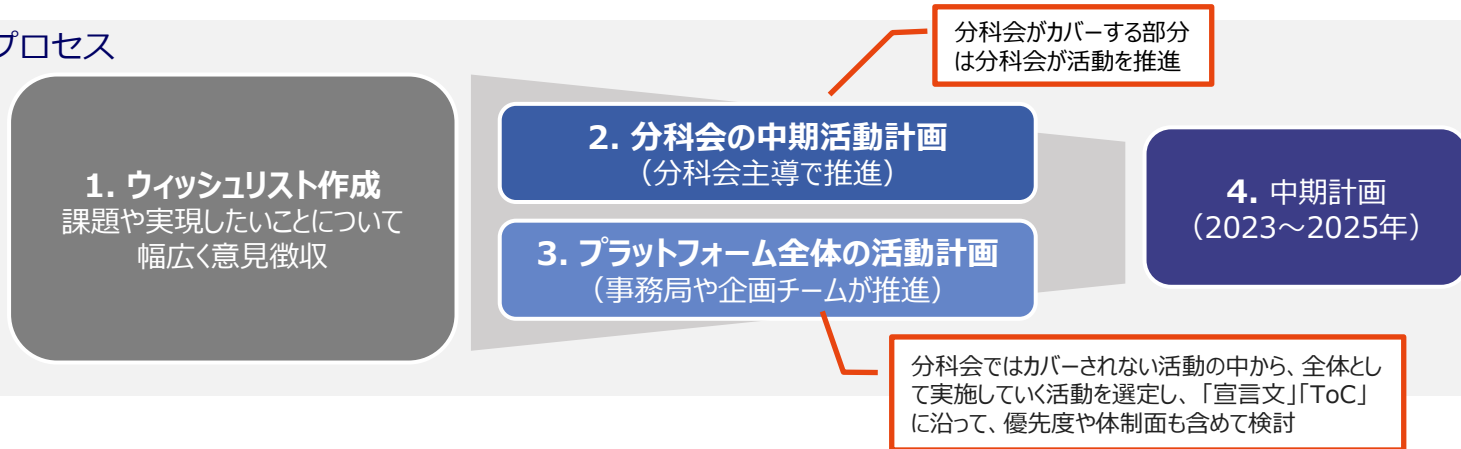 プロセス
分科会がカバーする部分
は分科会が活動を推進
1. ウィッシュリスト作成
課題や実現したいことについて
幅広く意見徴収
2. 分科会の中期活動計画
（分科会主導で推進）
3. プラットフォーム全体の活動計画
（事務局や企画チームが推進）
4. 中期計画
（2023～2025年）
分科会ではカバーされない活動の中から、全体とし
て実施していく活動を選定し、「宣言文」「ToC」
に沿って、優先度や体制面も含めて検討